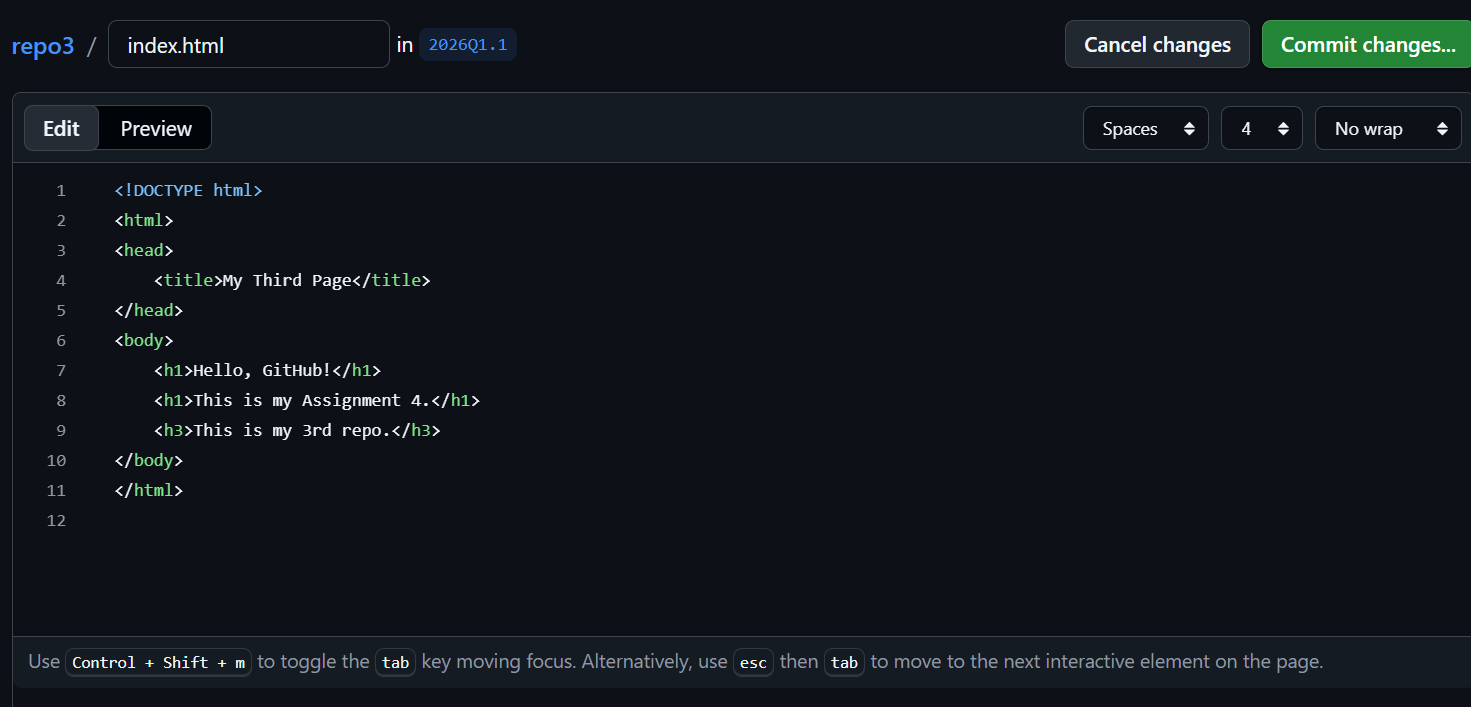 repo3 / index.html in 2026Q1.1 Cancel changes Commit changes...
Edit Preview Spaces 4 No wrap
1 <!DOCTYPE html>
2 <html>
3 <head>
4     <title>My Third Page</title>
5 </head>
6 <body>
7     <h1>Hello, GitHub!</h1>
8     <h1>This is my Assignment 4.</h1>
9     <h3>This is my 3rd repo.</h3>
10 </body>
11 </html>
12
Use Control + Shift + m to toggle the tab key moving focus. Alternatively, use esc then tab to move to the next interactive element on the page.